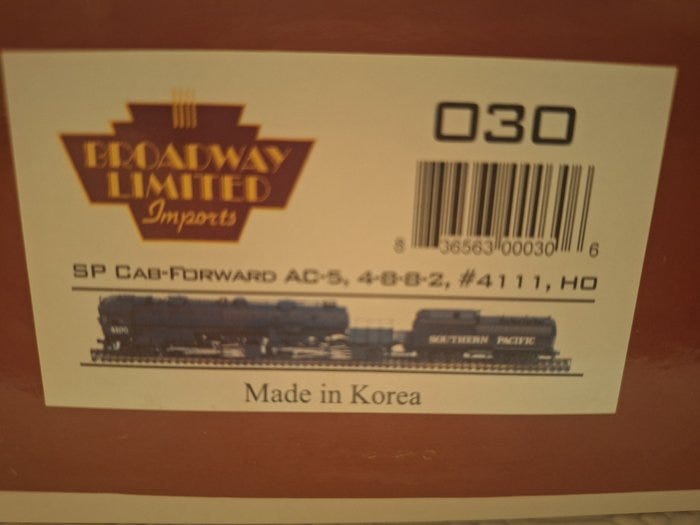 BROADWAY
LIMITED
Imports
030
8 36563 00030 6
SP CAB-FORWARD AC-5, 4-8-8-2, #4111, HO
SOUTHERN PACIFIC
Made in Korea